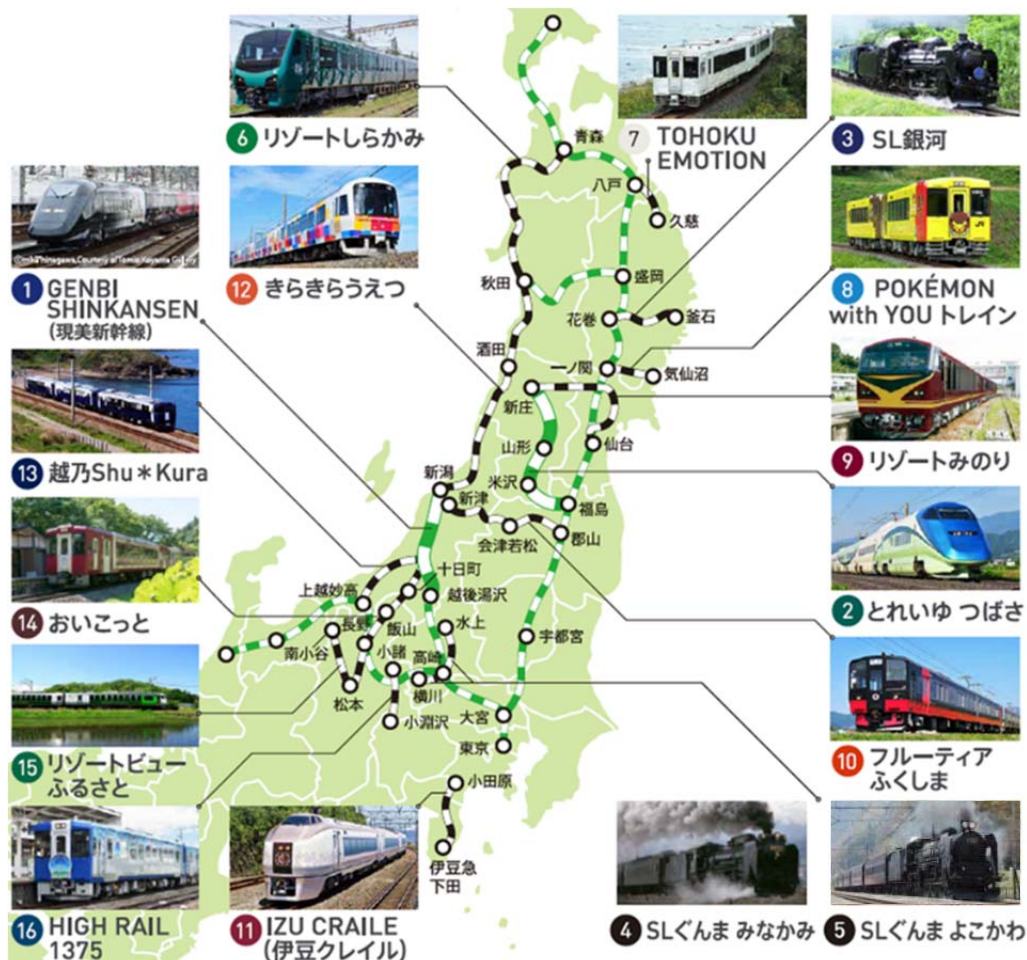 6 リゾートしらかみ
7 TOHOKU
EMOTION
3 SL銀河
©mika ninagawa, Courtesy of Tomio Koyama Gallery
1 GENBI
SHINKANSEN
(現美新幹線)
12 きらきらうえつ
8 POKÉMON
with YOU トレイン
13 越乃Shu*Kura
9 リゾートみのり
14 おいこっと
2 とれいゆ つばさ
15 リゾートビュー
ふるさと
10 フルーティア
ふくしま
16 HIGH RAIL
1375
11 IZU CRAILE
(伊豆クレイル)
4 SLぐんま みなかみ
5 SLぐんま よこかわ
青森
八戸
久慈
秋田
盛岡
花巻
釜石
酒田
一ノ関
気仙沼
新庄
山形
仙台
新潟
新津
米沢
福島
会津若松
郡山
十日町
上越妙高
越後湯沢
長野
飯山
水上
南小谷
小諸
高崎
宇都宮
松本
横川
小淵沢
大宮
東京
小田原
伊豆急
下田